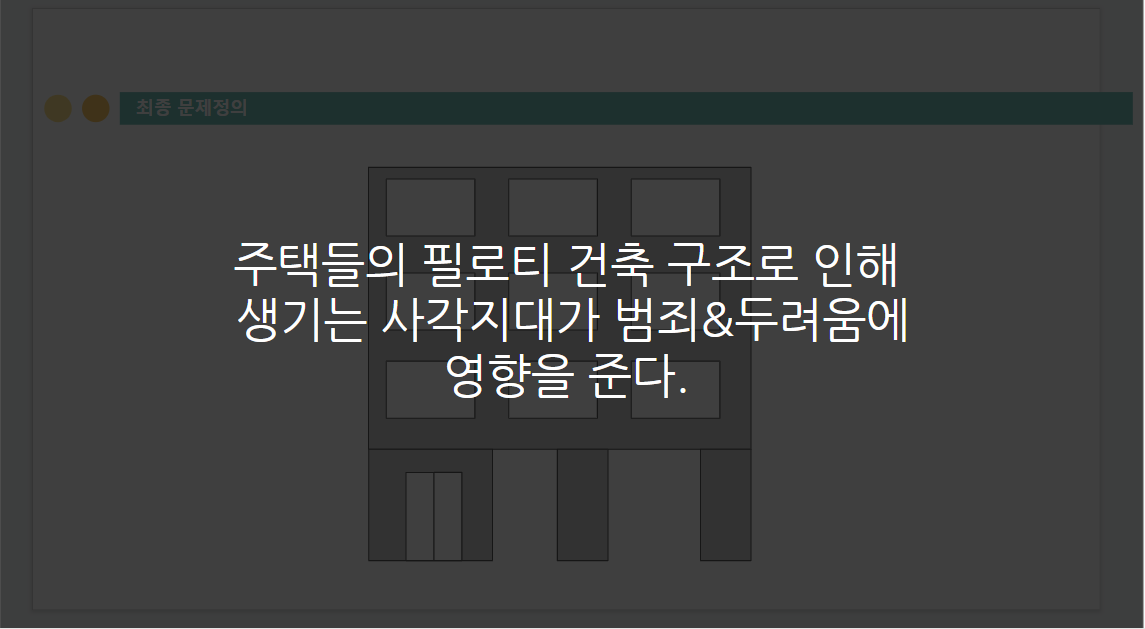 최종 문제정의
주택들의 필로티 건축 구조로 인해
생기는 사각지대가 범죄&두려움에
영향을 준다.